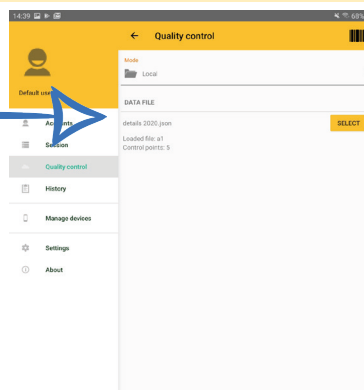 14:39
68%
Quality control
Mode
Local
Default user
DATA FILE
details 2020.json
SELECT
Loaded file: a1
Control points: 5
Accounts
Session
Quality control
History
Manage devices
Settings
About